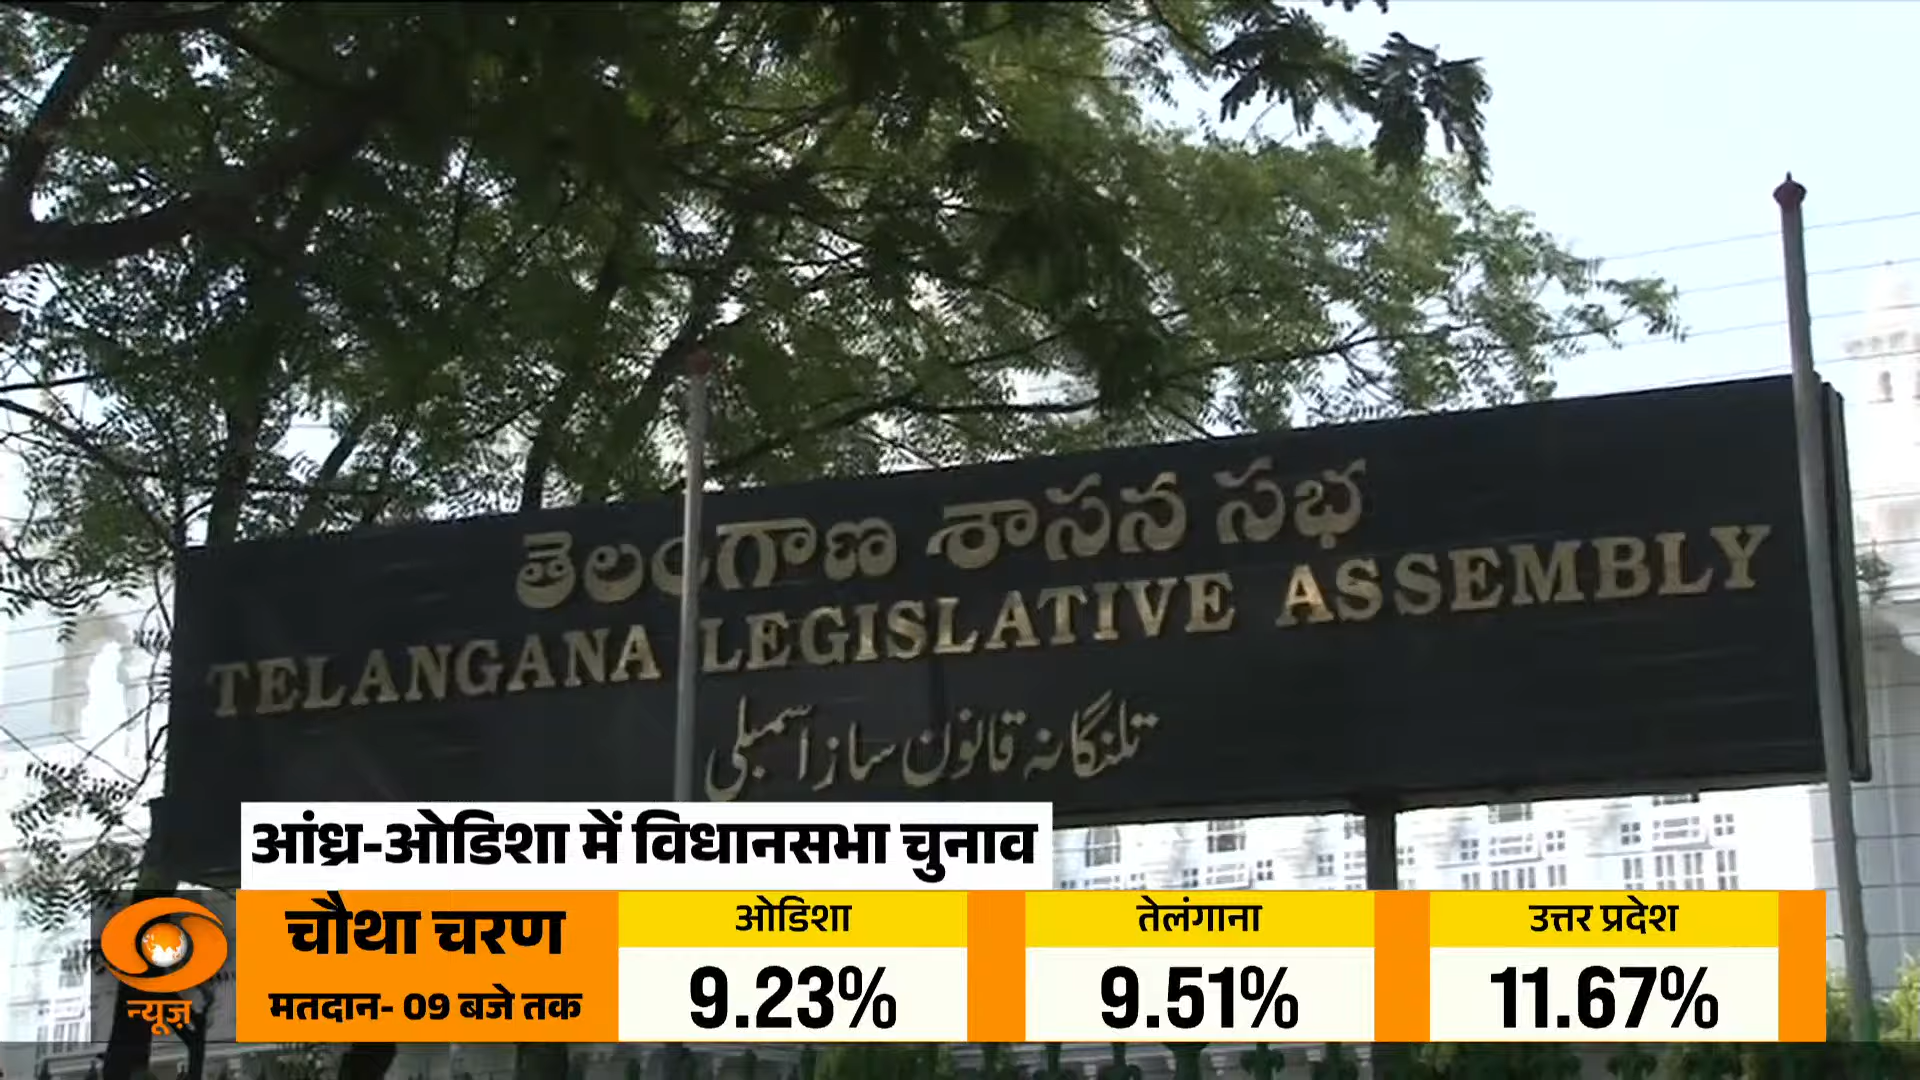 తెలంగాణ శాసన సభ
TELANGANA LEGISLATIVE ASSEMBLY
تلنگانہ قانون ساز اسمبلی
आंध्र-ओडिशा में विधानसभा चुनाव
चौथा चरण
मतदान- 09 बजे तक
ओडिशा
9.23%
तेलंगाना
9.51%
उत्तर प्रदेश
11.67%
न्यूज़